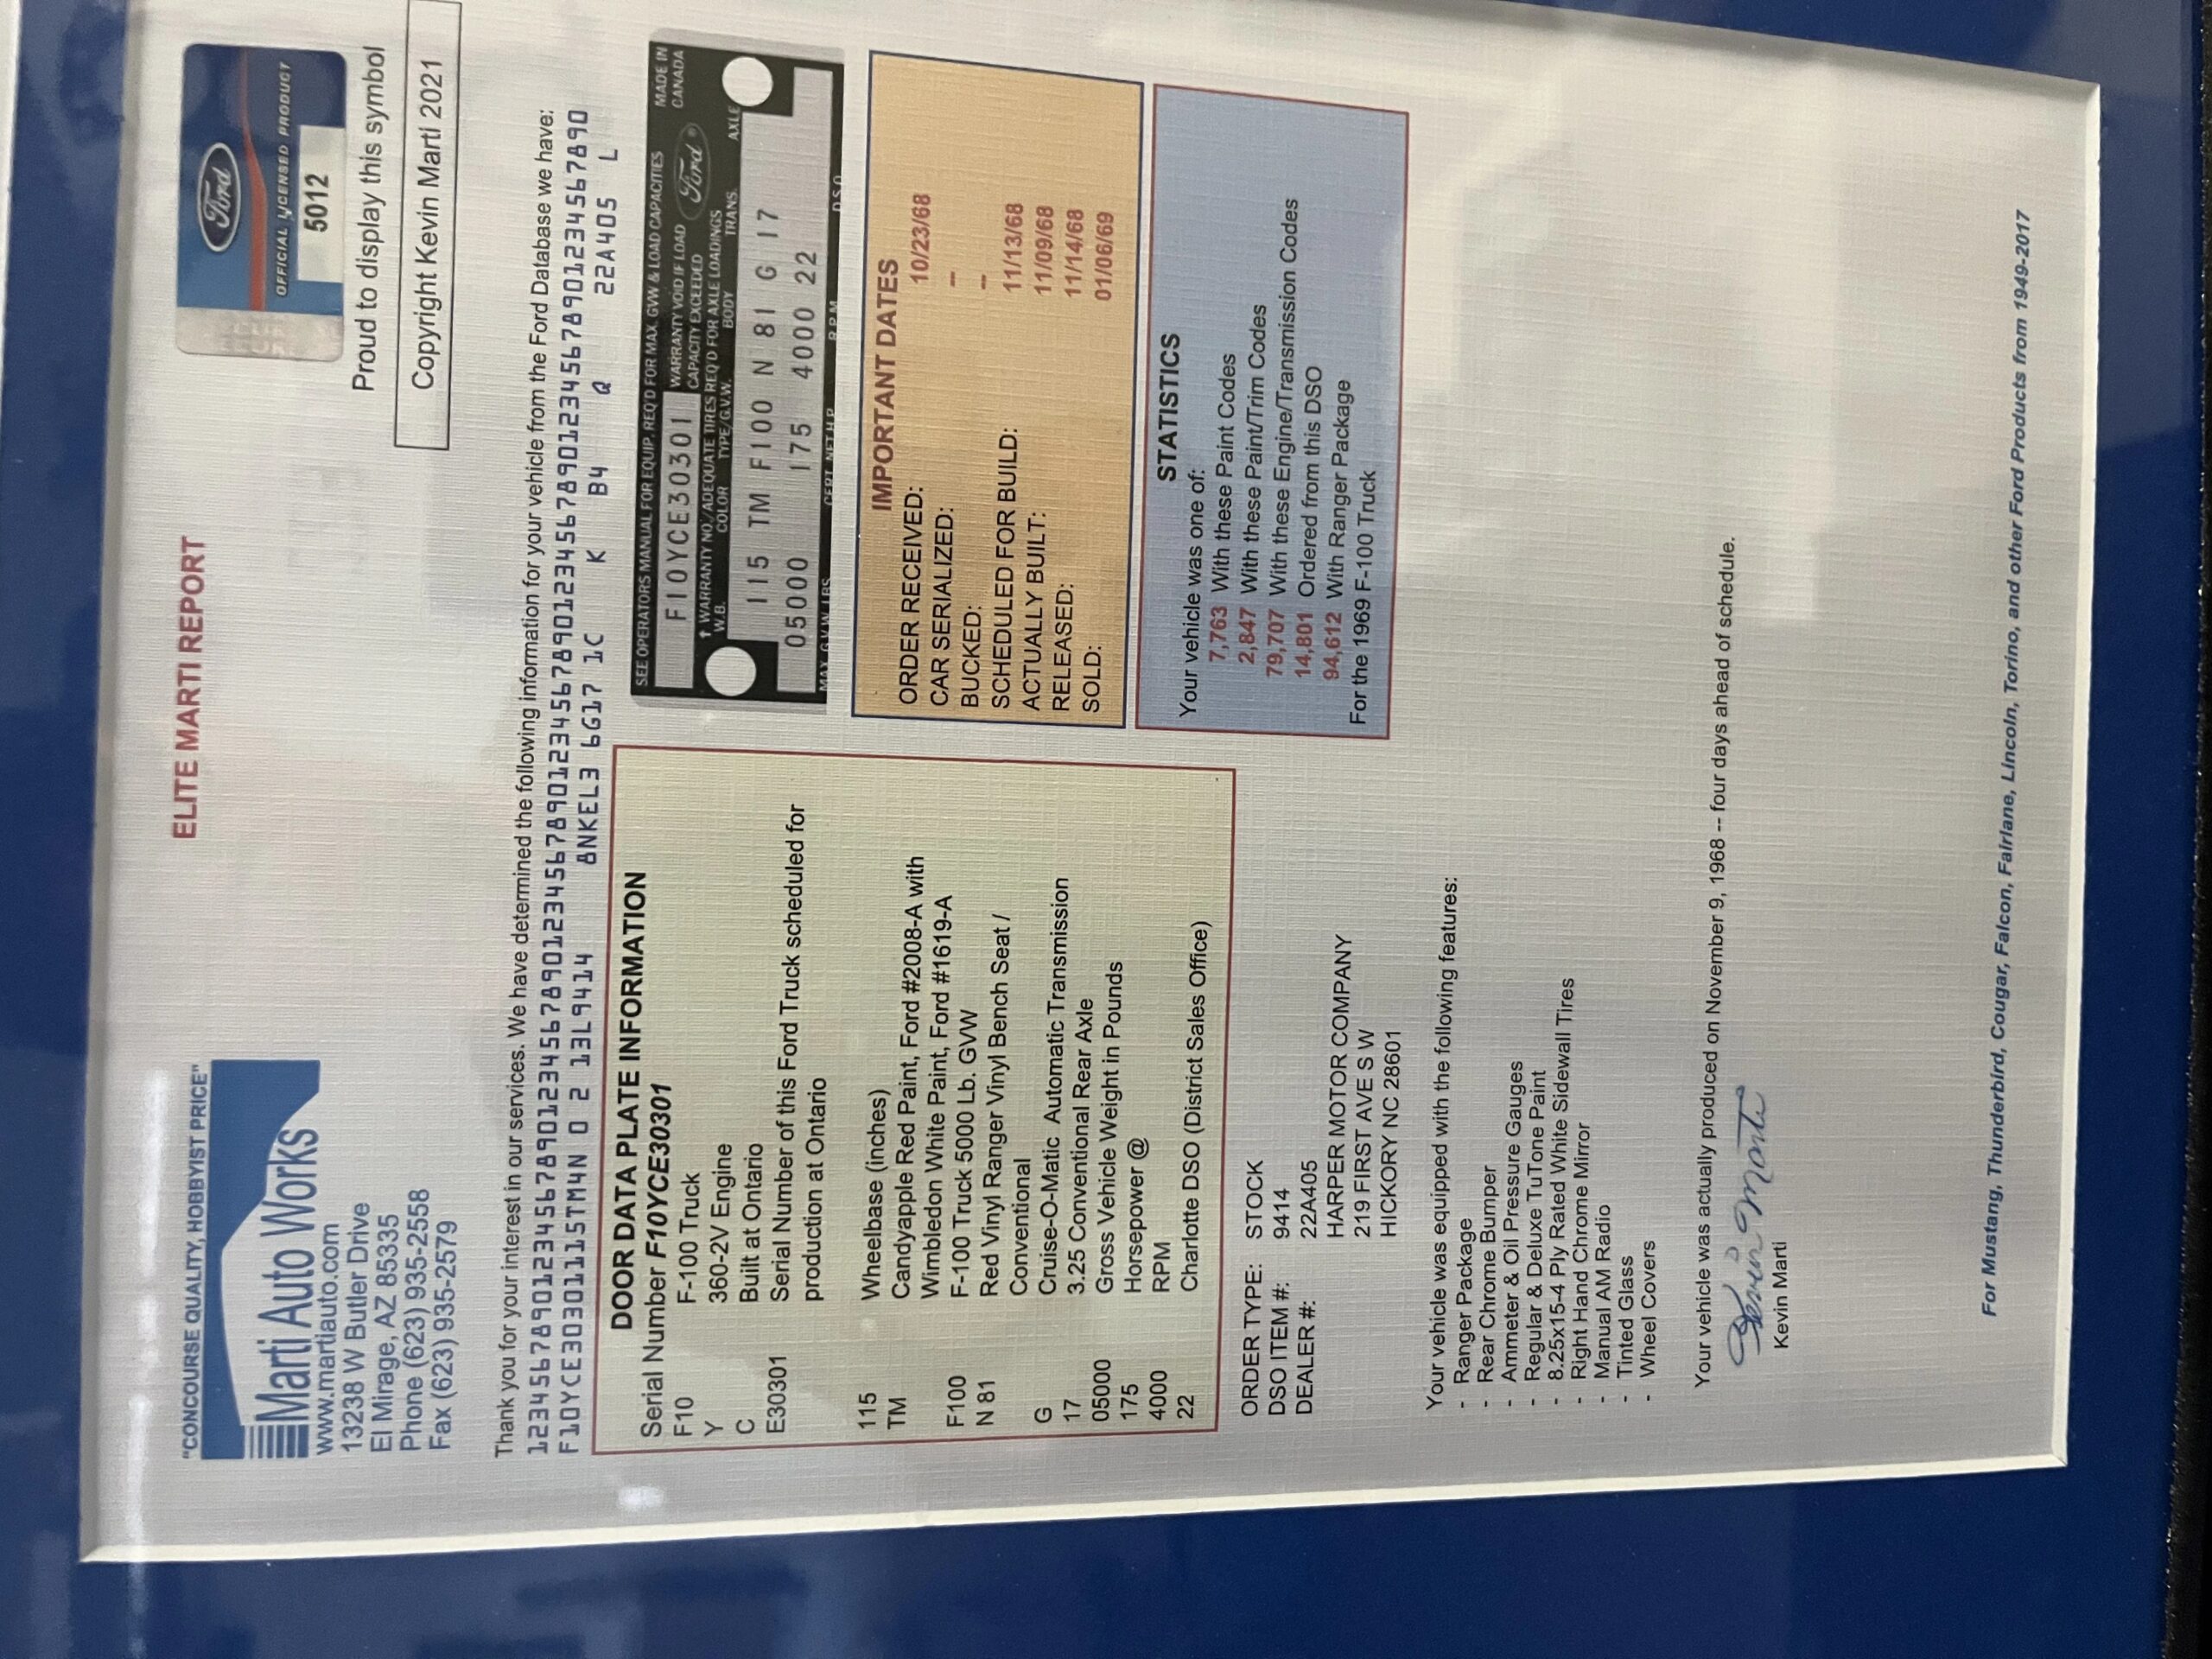 "CONCOURSE QUALITY, HOBBYIST PRICE"
Marti Auto Works
www.martiauto.com
13238 W Butler Drive
El Mirage, AZ 85335
Phone (623) 935-2558
Fax (623) 935-2579
ELITE MARTI REPORT
Ford
OFFICIAL LICENSED PRODUCT
5012
Proud to display this symbol
Copyright Kevin Marti 2021
Thank you for your interest in our services. We have determined the following information for your vehicle from the Ford Database we have:
12345678901234567890123456789012345678901234567890123456789012345678901234567890
F10YCE30301115TM4N 0 2 13L9414 8NKEL3 6G17 1C K B4 Q 22A405 L
DOOR DATA PLATE INFORMATION
Serial Number F10YCE30301
F10 F-100 Truck
Y 360-2V Engine
C Built at Ontario
E30301 Serial Number of this Ford Truck scheduled for
production at Ontario
115 Wheelbase (inches)
TM Candyapple Red Paint, Ford #2008-A with
Wimbledon White Paint, Ford #1619-A
F100 F-100 Truck 5000 Lb. GVW
N 81 Red Vinyl Ranger Vinyl Bench Seat /
Conventional
G Cruise-O-Matic Automatic Transmission
17 3.25 Conventional Rear Axle
05000 Gross Vehicle Weight in Pounds
175 Horsepower @
4000 RPM
22 Charlotte DSO (District Sales Office)
SEE OPERATORS MANUAL FOR EQUIP. REQ'D FOR MAX. GVW & LOAD CAPACITIES
MADE IN
CANADA
F10YCE30301
WARRANTY VOID IF LOAD
CAPACITY EXCEEDED
Ford
WARRANTY NO./ADEQUATE TIRES REQ'D FOR AXLE LOADINGS
W.B. COLOR TYPE/G.V.W. BODY TRANS. AXLE
115 TM F100 N 81 G 17
05000 175 4000 22
MAX. G.V.W. LBS. CERT. NET H.P. R.P.M. D.S.O.
IMPORTANT DATES
ORDER RECEIVED: 10/23/68
CAR SERIALIZED: --
BUCKED: --
SCHEDULED FOR BUILD: 11/13/68
ACTUALLY BUILT: 11/09/68
RELEASED: 11/14/68
SOLD: 01/06/69
STATISTICS
Your vehicle was one of:
7,763 With these Paint Codes
2,847 With these Paint/Trim Codes
79,707 With these Engine/Transmission Codes
14,801 Ordered from this DSO
94,612 With Ranger Package
For the 1969 F-100 Truck
ORDER TYPE: STOCK
DSO ITEM #: 9414
DEALER #: 22A405
HARPER MOTOR COMPANY
219 FIRST AVE S W
HICKORY NC 28601
Your vehicle was equipped with the following features:
- Ranger Package
- Rear Chrome Bumper
- Ammeter & Oil Pressure Gauges
- Regular & Deluxe TuTone Paint
- 8.25x15-4 Ply Rated White Sidewall Tires
- Right Hand Chrome Mirror
- Manual AM Radio
- Tinted Glass
- Wheel Covers
Your vehicle was actually produced on November 9, 1968 -- four days ahead of schedule.
Kevin Marti
Kevin Marti
For Mustang, Thunderbird, Cougar, Falcon, Fairlane, Lincoln, Torino, and other Ford Products from 1949-2017